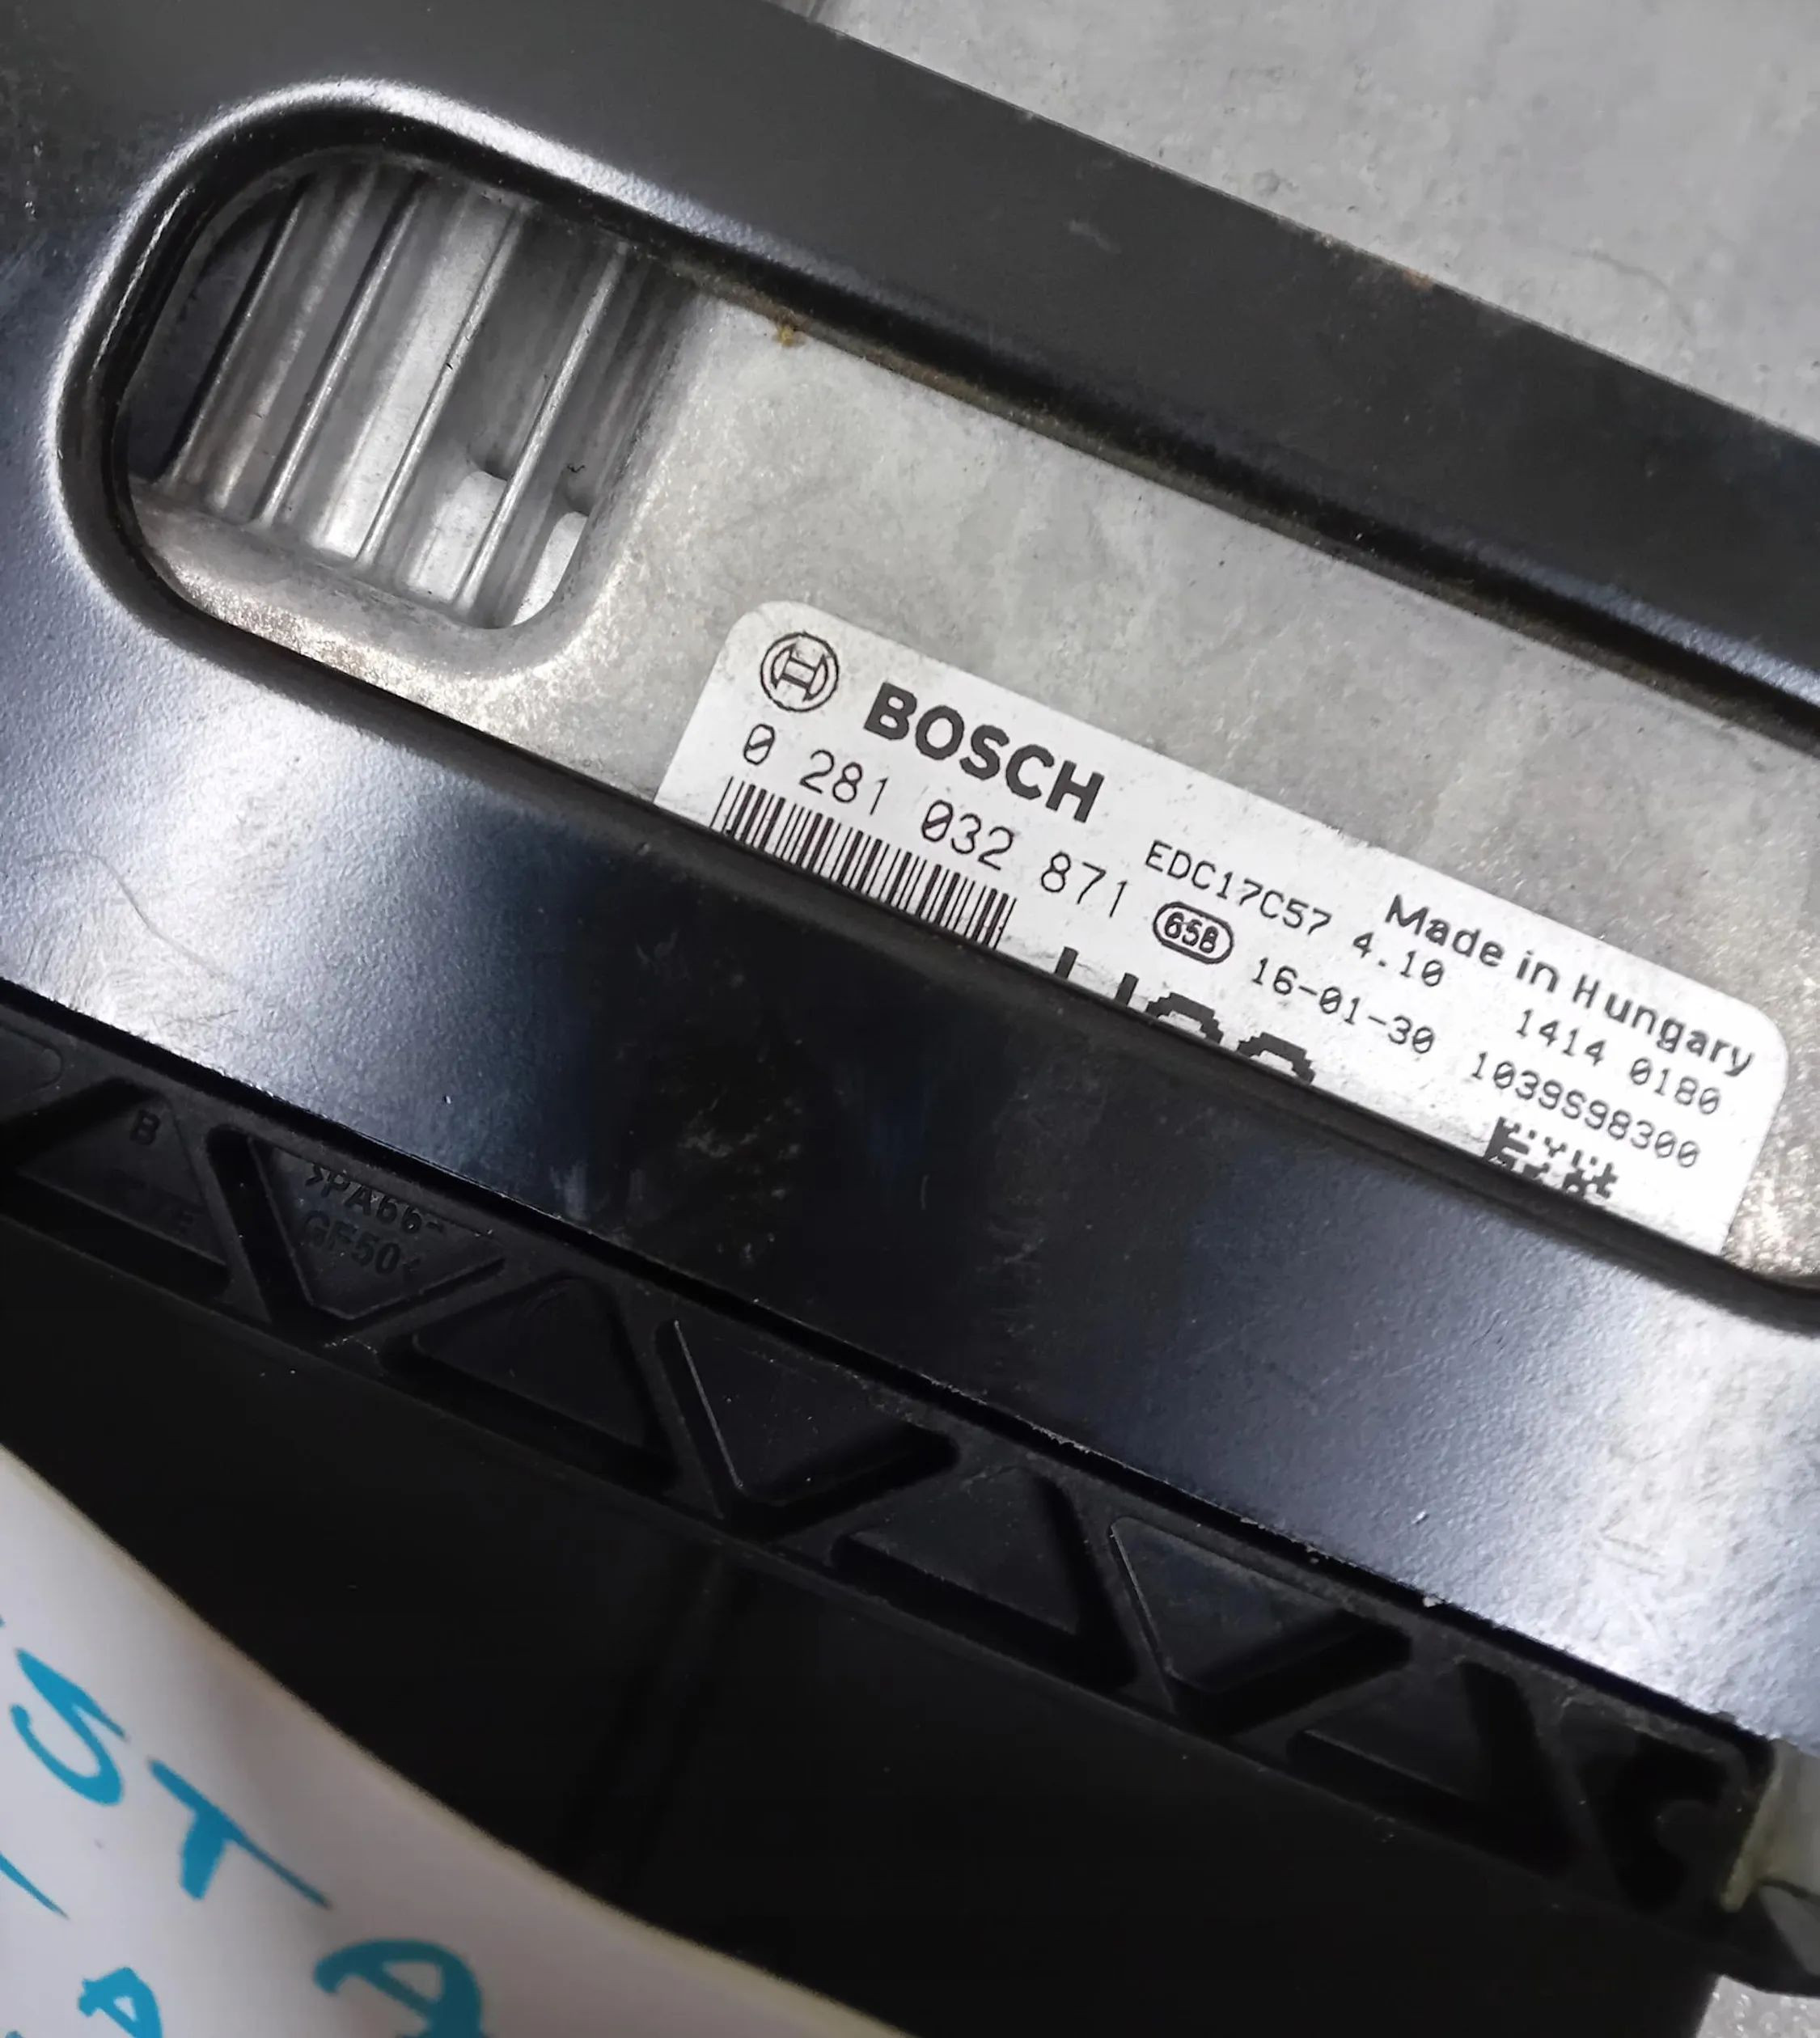 BOSCH
0 281 032 871
EDC17C57 4.10
Made in Hungary
658
16-01-30
1414 0180
1039S98300
B
>PA66-
GF50<